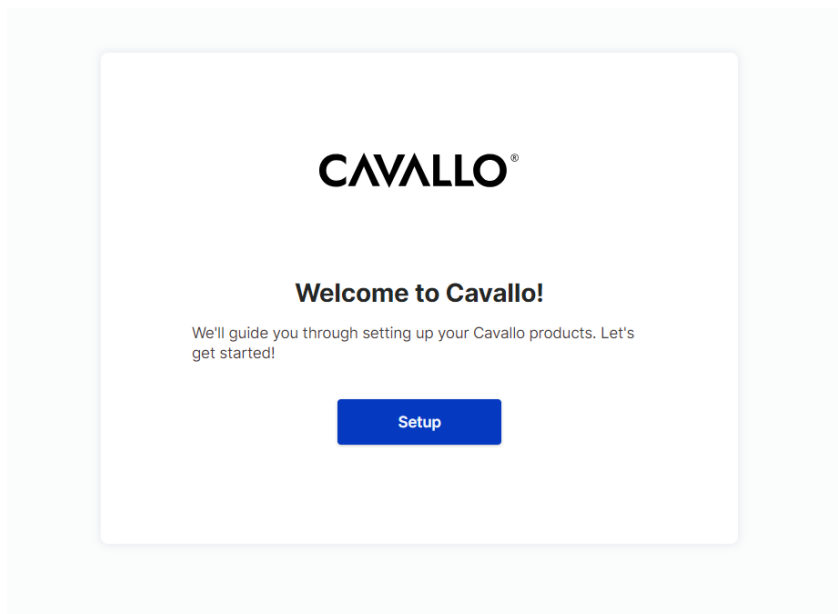 CAVALLO®
Welcome to Cavallo!
We'll guide you through setting up your Cavallo products. Let's
get started!
Setup